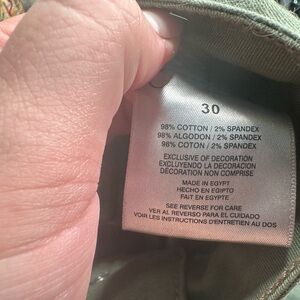 30
98% COTTON / 2% SPANDEX
98% ALGODON / 2% SPANDEX
98% COTON / 2% SPANDEX
EXCLUSIVE OF DECORATION
EXCLUYENDO LA DECORACION
DÉCORATION NON COMPRISE
MADE IN EGYPT
HECHO EN EGIPTO
FAIT EN EGYPTE
SEE REVERSE FOR CARE
VER AL REVERSO PARA EL CUIDADO
VOIR LES INSTRUCTIONS D'ENTRETIEN AU DOS